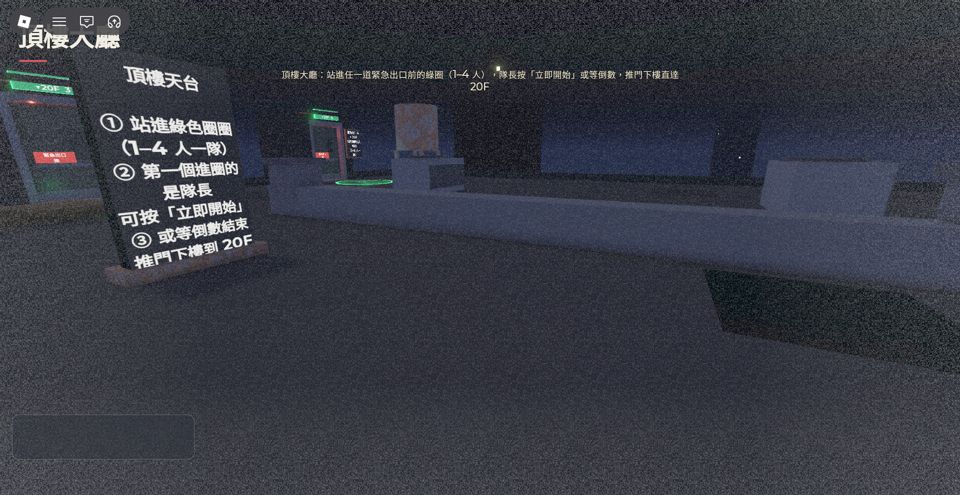 頂樓大廳
頂樓大廳：站進任一道緊急出口前的綠圈（1–4 人），隊長按「立即開始」或等倒數，推門下樓直達
20F
頂樓天台
① 站進綠色圈圈
（1–4 人一隊）
② 第一個進圈的
是隊長
可按「立即開始」
③ 或等倒數結束
推門下樓到 20F
緊急出口